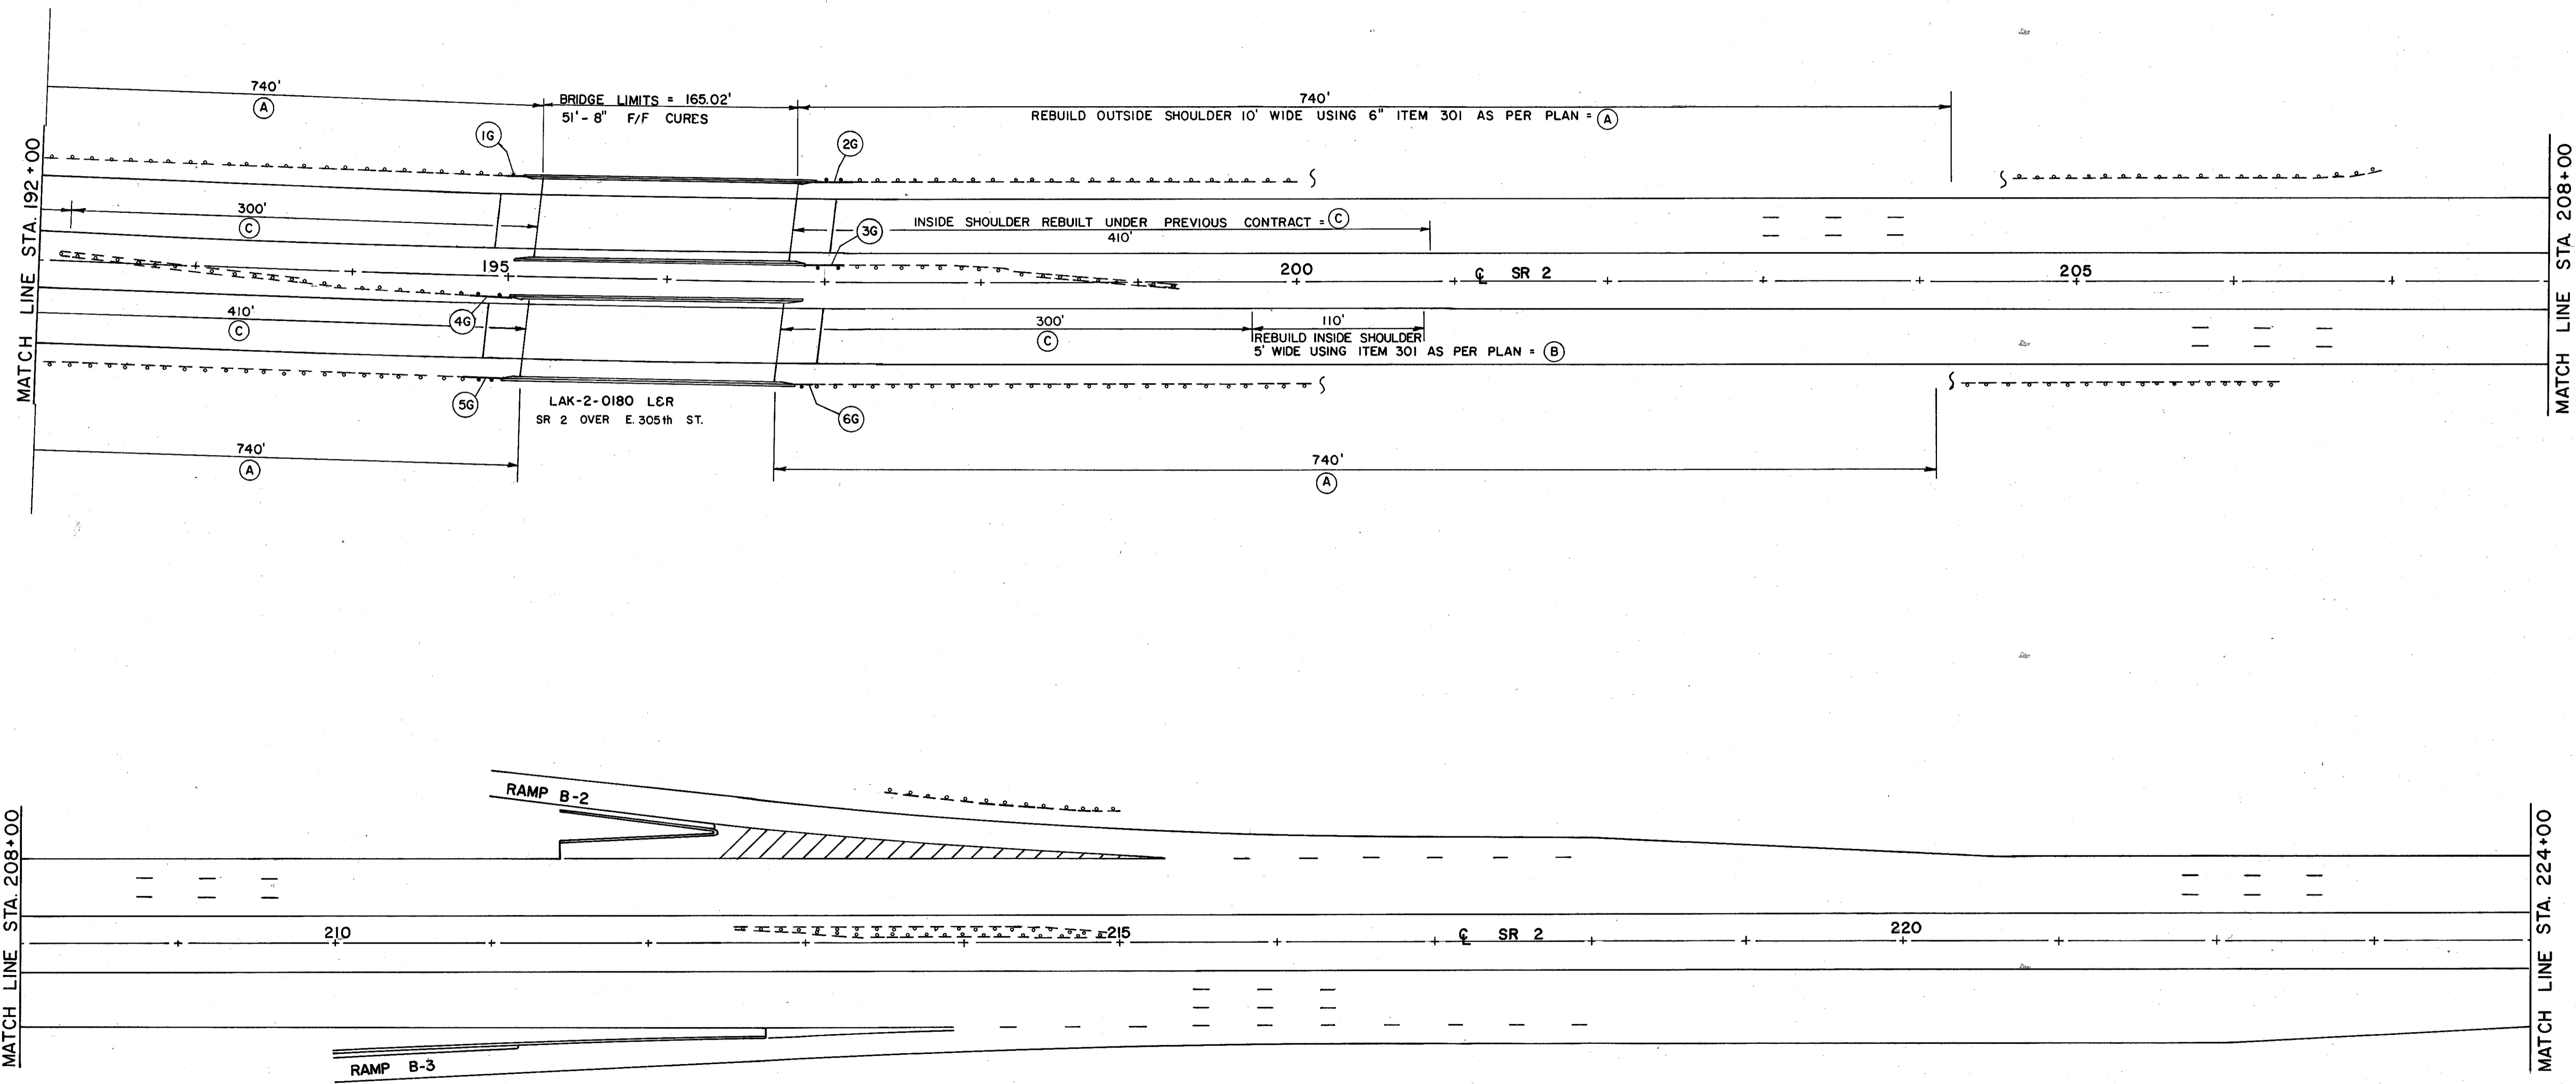 740'
A
BRIDGE LIMITS = 165.02'
51'-8" F/F CURES
740'
REBUILD OUTSIDE SHOULDER 10' WIDE USING 6" ITEM 301 AS PER PLAN = A
1G
2G
MATCH LINE STA. 192+00
MATCH LINE STA. 208+00
300'
C
INSIDE SHOULDER REBUILT UNDER PREVIOUS CONTRACT = C
410'
3G
195
200
℄ SR 2
205
410'
C
4G
300'
C
110'
REBUILD INSIDE SHOULDER
5' WIDE USING ITEM 301 AS PER PLAN = B
5G
LAK-2-0180 L&R
SR 2 OVER E. 305th ST.
6G
740'
A
740'
A
RAMP B-2
MATCH LINE STA. 208+00
MATCH LINE STA. 224+00
210
215
℄ SR 2
220
RAMP B-3